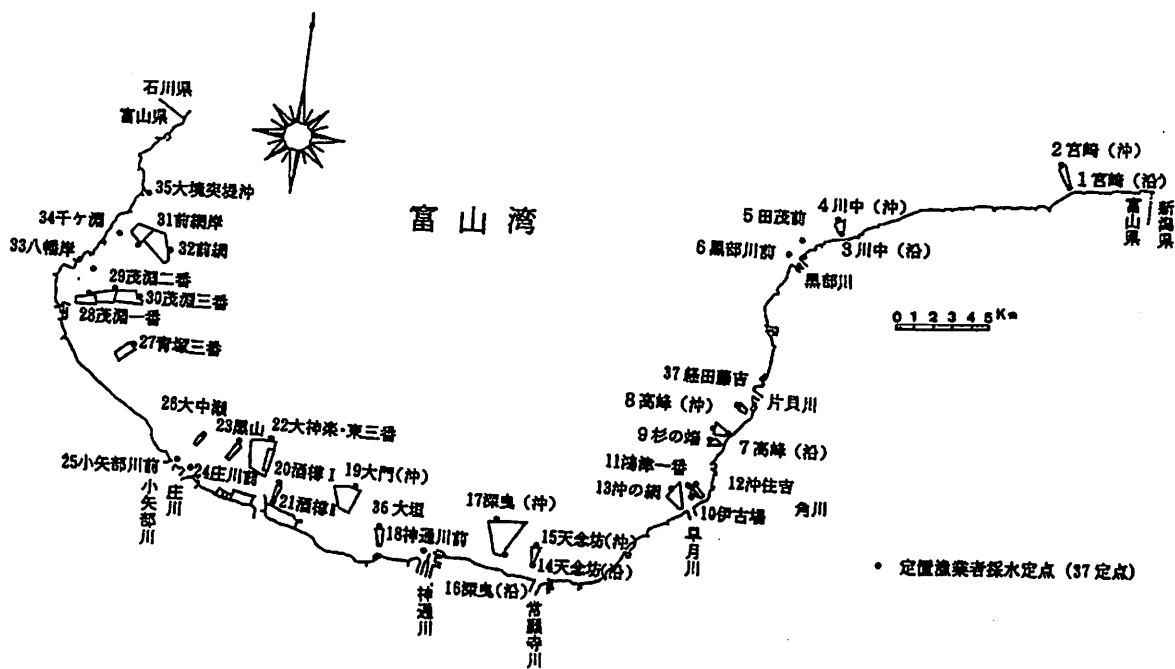 石川県
富山県
富山湾
35大境突堤沖
34千ケ淵
31前網岸
32前網
33八幡岸
29茂淵二番
30茂淵三番
28茂淵一番
27青塚三番
26大中瀬
23鳳山
22大神楽・東三番
25小矢部川前
24庄川前
20酒樽Ⅰ
21酒樽Ⅱ
19大門(沖)
小矢部川
庄川
36大垣
18神通川前
神通川
17深曳(沖)
16深曳(沿)
15天念坊(沖)
14天念坊(沿)
常願寺川
13沖の網
11鴻津一番
12沖住吉
10伊古場
早月川
角川
9杉の端
8高峰(沖)
7高峰(沿)
37経田藤吉
片貝川
6黒部川前
5田茂前
4川中(沖)
3川中(沿)
黒部川
2宮崎(沖)
1宮崎(沿)
富山県
新潟県
0 1 2 3 4 5 Km
• 定置漁業者採水定点(37定点)